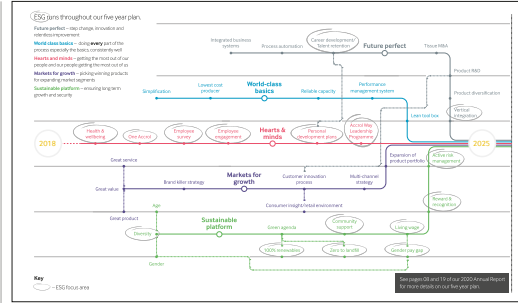 ESG runs throughout our five year plan.
Future perfect – step change, innovation and
relentless improvement
World class basics – doing every part of the
process especially the basics, consistently well
Hearts and minds – getting the most out of our
people and our people getting the most out of us
Markets for growth – picking winning products
for expanding market segments
Sustainable platform – ensuring long term
growth and security
Integrated business
systems
Process automation
Career development/
Talent retention
Future perfect
Threat M&A
Product R&D
Product diversification
Vertical
integration
Simplification
Lowest cost
producer
World-class
basics
Reliable capacity
Performance
management system
Lean tool box
2018
Health &
wellbeing
One Accrol
Employee
survey
Employee
engagement
Hearts &
minds
Personal
development plans
Accrol Way
Leadership
Programme
2025
Great service
Great value
Great product
Brand killer strategy
Markets for
growth
Customer innovation
process
Consumer insight/retail environment
Multi-channel
strategy
Expansion of
product portfolio
Active risk
management
Reward &
recognition
Age
Diversity
Gender
Sustainable
platform
Green agenda
100% renewables
Community
support
Zero to landfill
Living wage
Gender pay gap
Key
– ESG focus area
See pages 08 and 19 of our 2020 Annual Report
for more details on our five year plan.